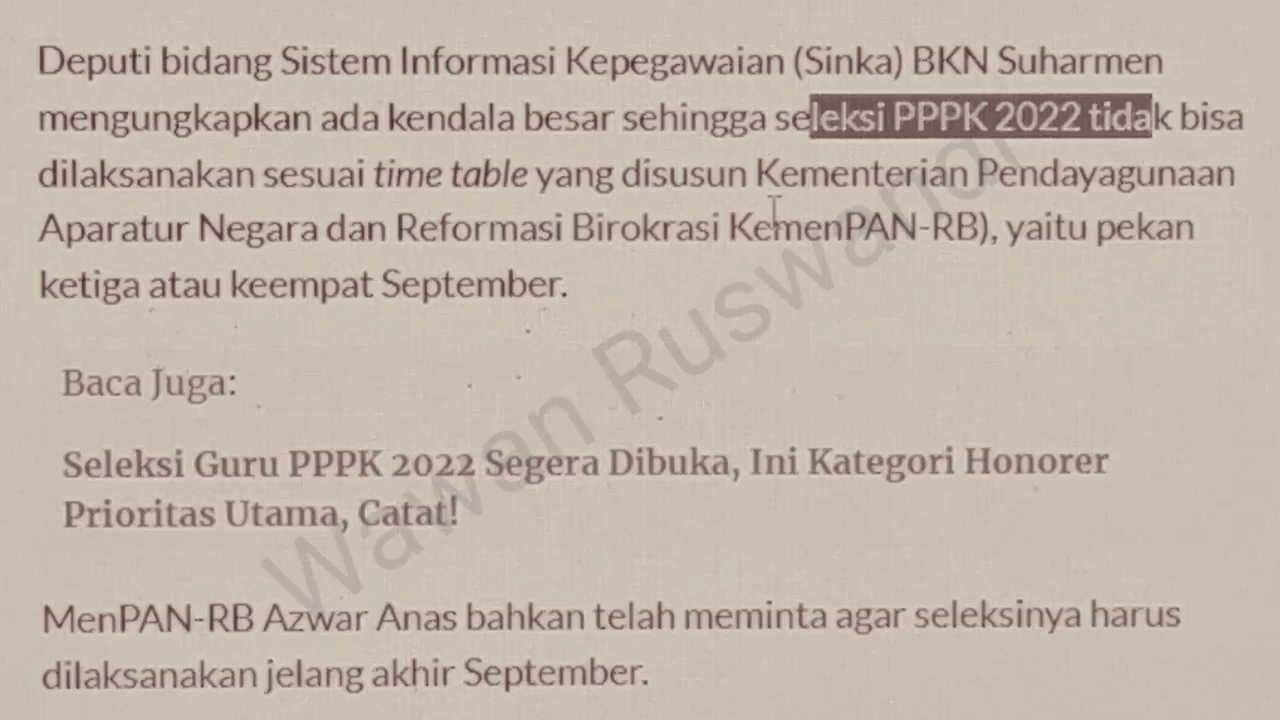 Deputi bidang Sistem Informasi Kepegawaian (Sinka) BKN Suharmen
mengungkapkan ada kendala besar sehingga seleksi PPPK 2022 tidak bisa
dilaksanakan sesuai time table yang disusun Kementerian Pendayagunaan
Aparatur Negara dan Reformasi Birokrasi KemenPAN-RB), yaitu pekan
ketiga atau keempat September.
Baca Juga:
Seleksi Guru PPPK 2022 Segera Dibuka, Ini Kategori Honorer
Prioritas Utama, Catat!
MenPAN-RB Azwar Anas bahkan telah meminta agar seleksinya harus
dilaksanakan jelang akhir September.
Wawan Ruswandi